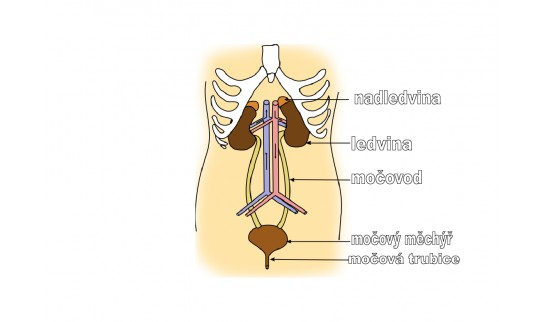 nadledvina
ledvina
močovod
močový měchýř
močová trubice